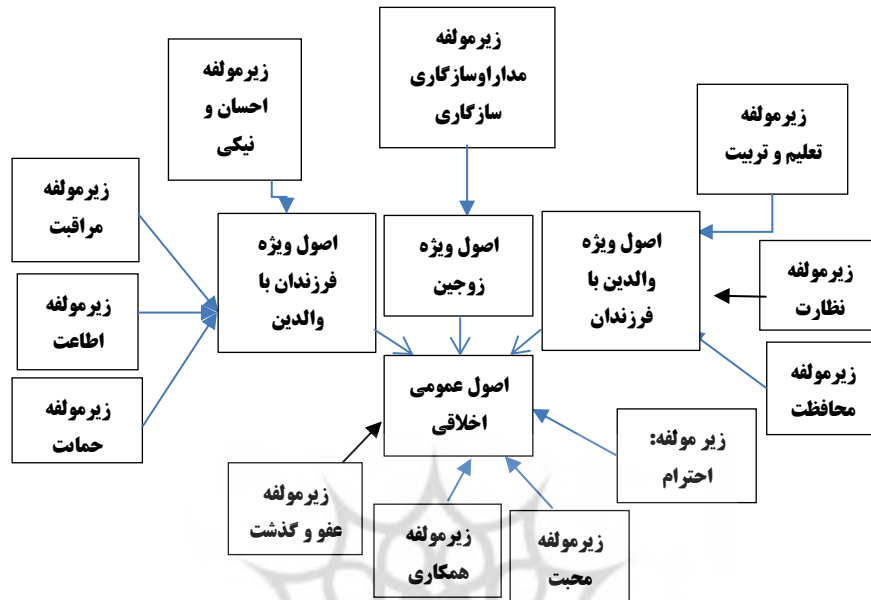 زیرمولفه
مداراوسازگاری
سازگاری
زیرمولفه
احسان و
نیکی
زیرمولفه
تعلیم و تربیت
زیرمولفه
مراقبت
اصول ویژه
والدین با
فرزندان
اصول ویژه
زوجین
اصول ویژه
فرزندان با
والدین
زیرمولفه
نظارت
زیرمولفه
اطاعت
زیرمولفه
محافظت
اصول عمومی
اخلاقی
زیرمولفه
حمایت
زیر مولفه:
احترام
زیرمولفه
عفو و گذشت
زیرمولفه
همکاری
زیرمولفه
محبت